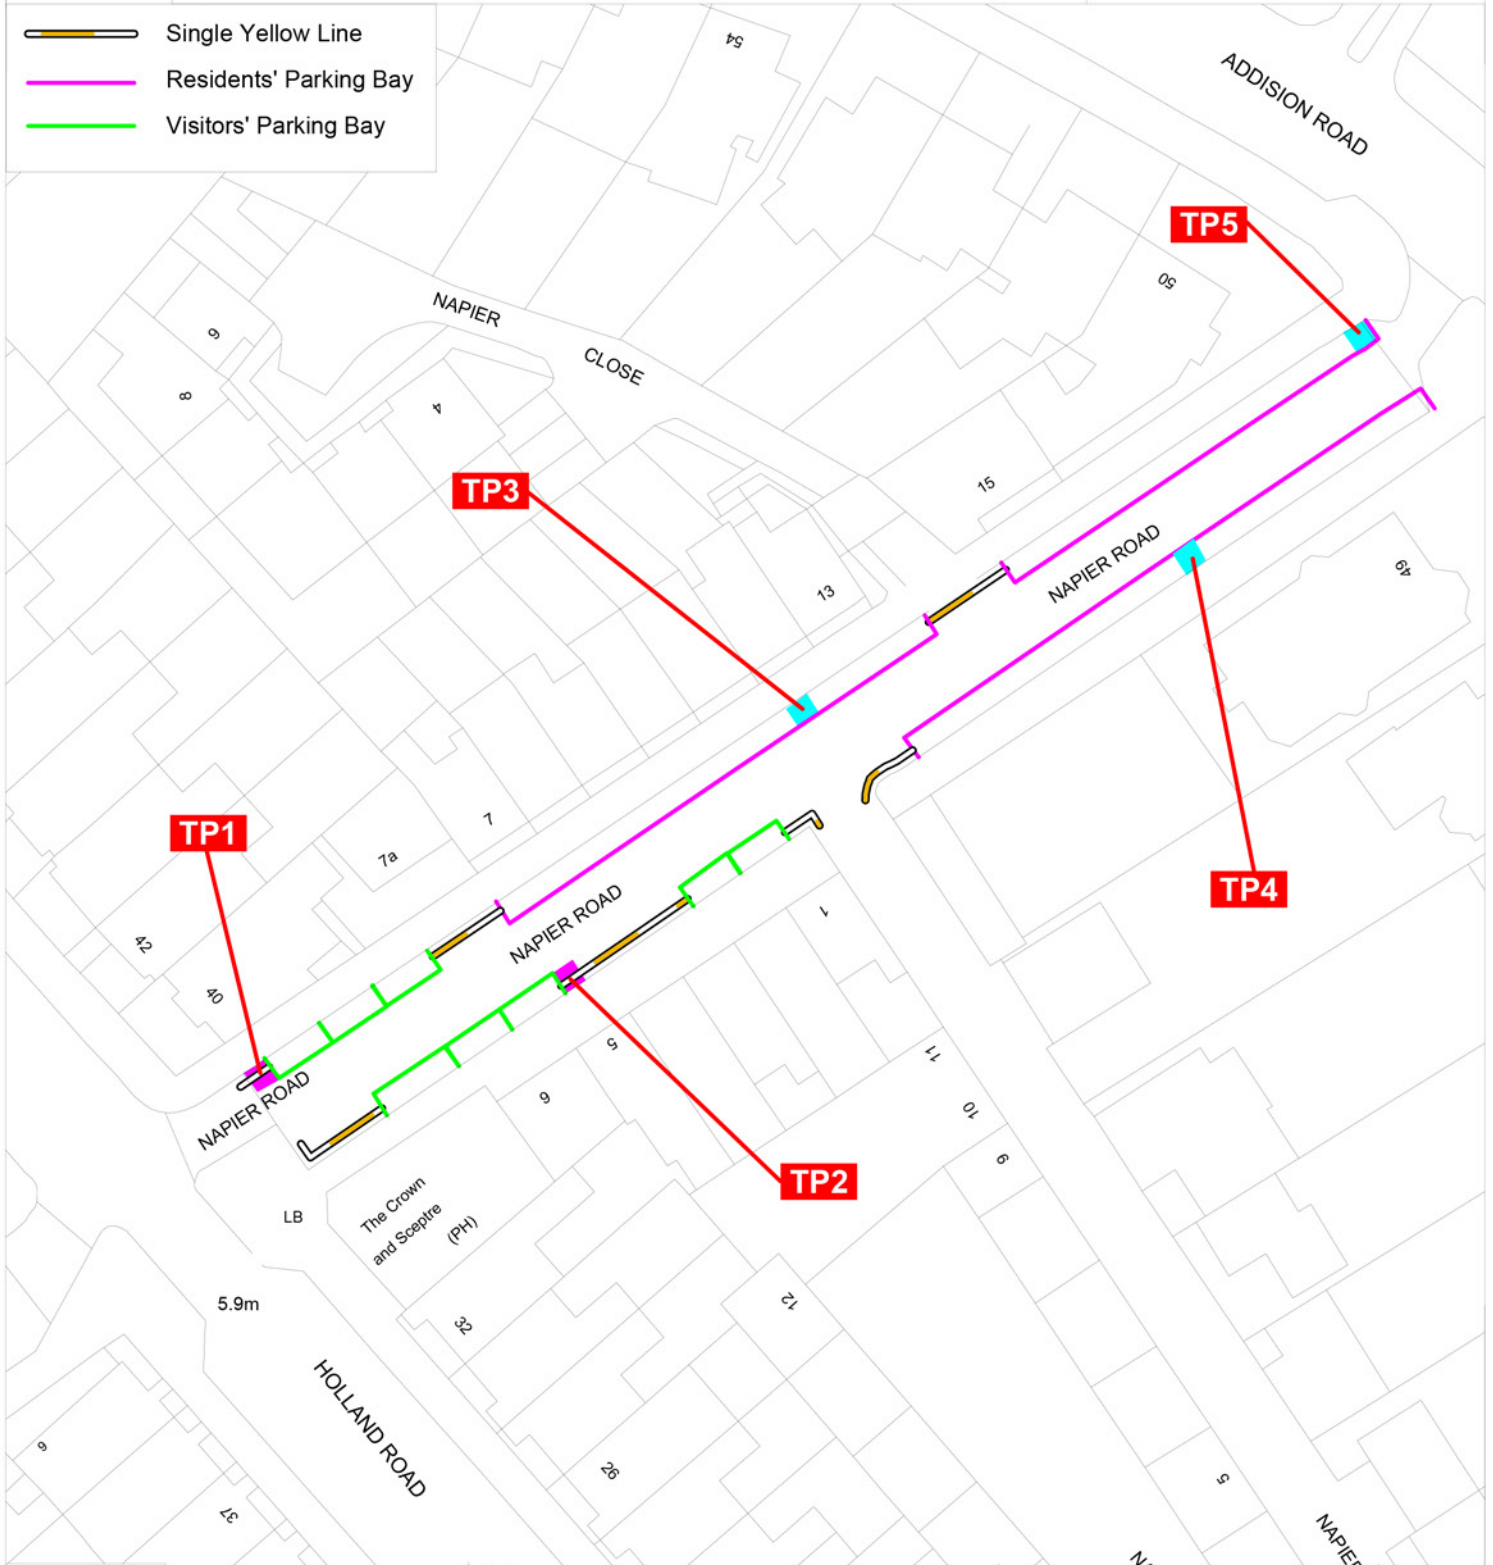 Single Yellow Line
Residents' Parking Bay
Visitors' Parking Bay
54
ADDISION ROAD
TP5
50
NAPIER
CLOSE
6
8
4
TP3
15
NAPIER ROAD
49
13
TP1
7
7a
TP4
NAPIER ROAD
1
42
40
5
11
NAPIER ROAD
6
10
9
TP2
The Crown
and Sceptre
(PH)
LB
5.9m
32
12
HOLLAND ROAD
26
5
37